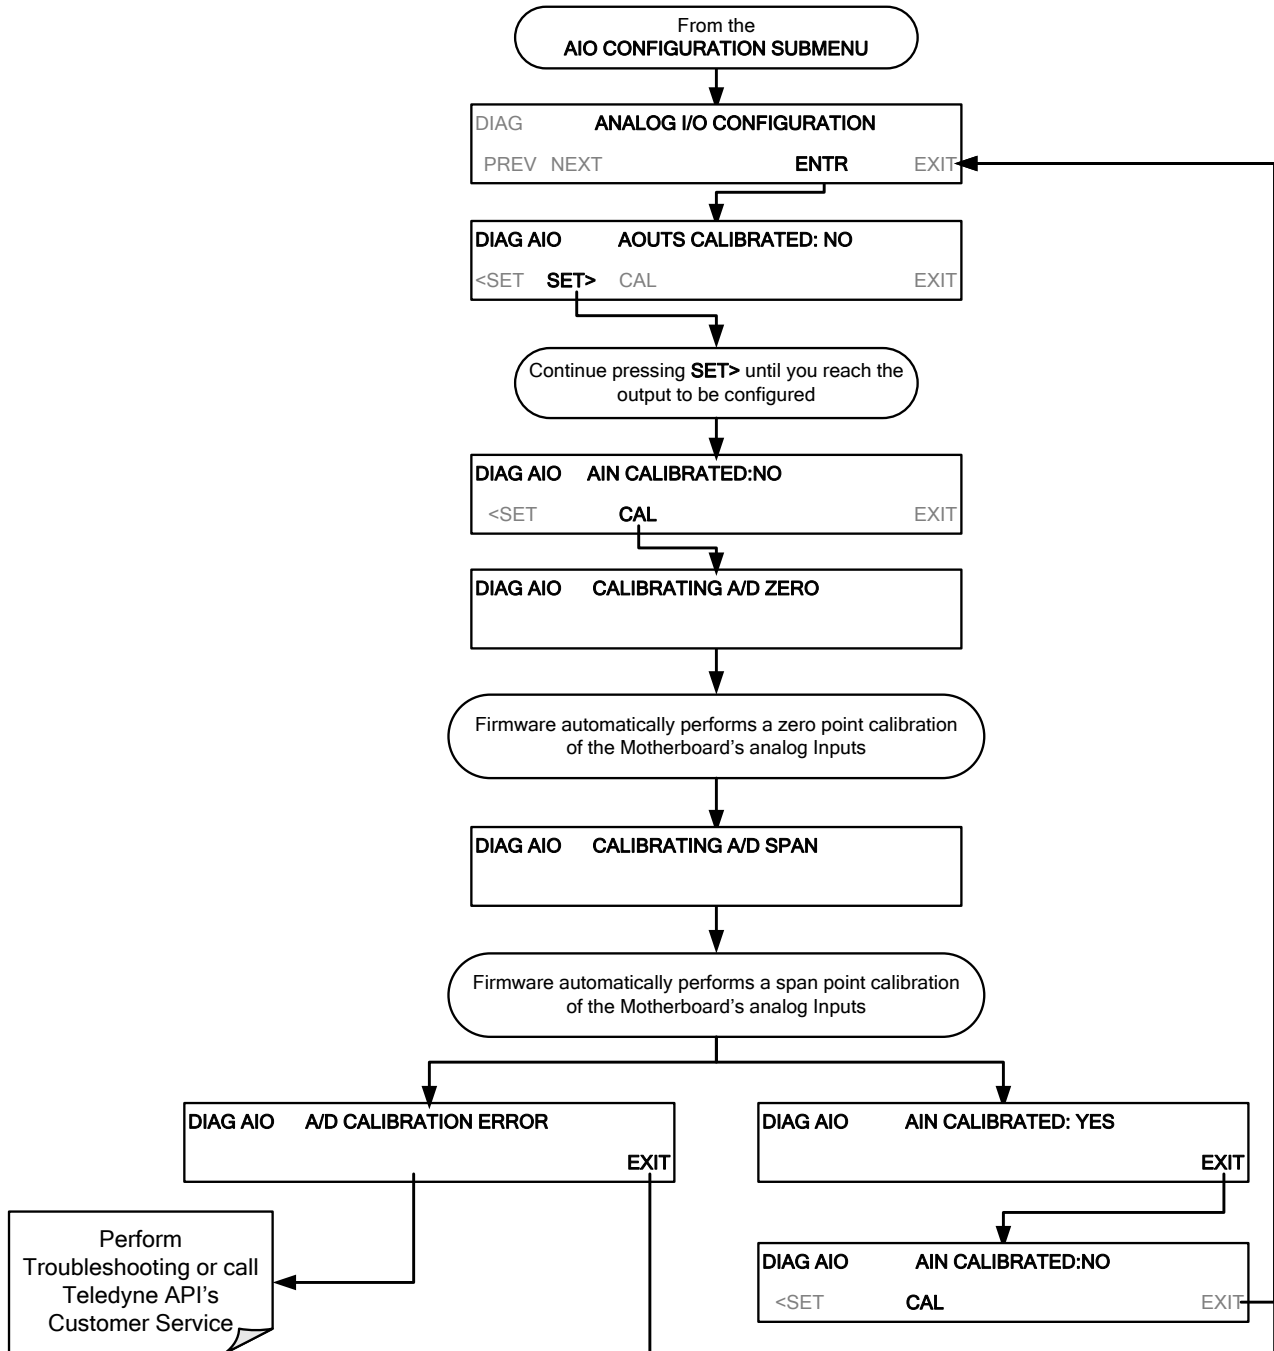 From the
AIO CONFIGURATION SUBMENU
DIAG ANALOG I/O CONFIGURATION
PREV NEXT ENTR EXIT
DIAG AIO AOUTS CALIBRATED: NO
<SET SET> CAL EXIT
Continue pressing SET> until you reach the
output to be configured
DIAG AIO AIN CALIBRATED:NO
<SET CAL EXIT
DIAG AIO CALIBRATING A/D ZERO
Firmware automatically performs a zero point calibration
of the Motherboard's analog Inputs
DIAG AIO CALIBRATING A/D SPAN
Firmware automatically performs a span point calibration
of the Motherboard's analog Inputs
DIAG AIO A/D CALIBRATION ERROR
EXIT
DIAG AIO AIN CALIBRATED: YES
EXIT
Perform
Troubleshooting or call
Teledyne API's
Customer Service
DIAG AIO AIN CALIBRATED:NO
<SET CAL EXIT